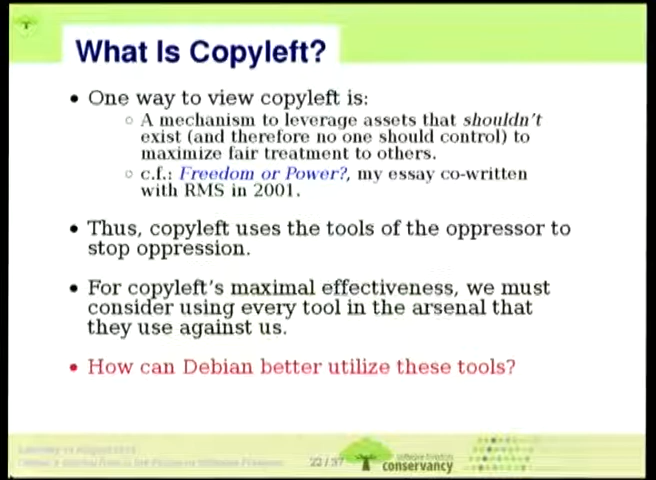 What Is Copyleft?
• One way to view copyleft is:
○ A mechanism to leverage assets that shouldn't
exist (and therefore no one should control) to
maximize fair treatment to others.
○ c.f.: Freedom or Power?, my essay co-written
with RMS in 2001.
• Thus, copyleft uses the tools of the oppressor to
stop oppression.
• For copyleft's maximal effectiveness, we must
consider using every tool in the arsenal that
they use against us.
• How can Debian better utilize these tools?
22 / 37
software freedom
conservancy